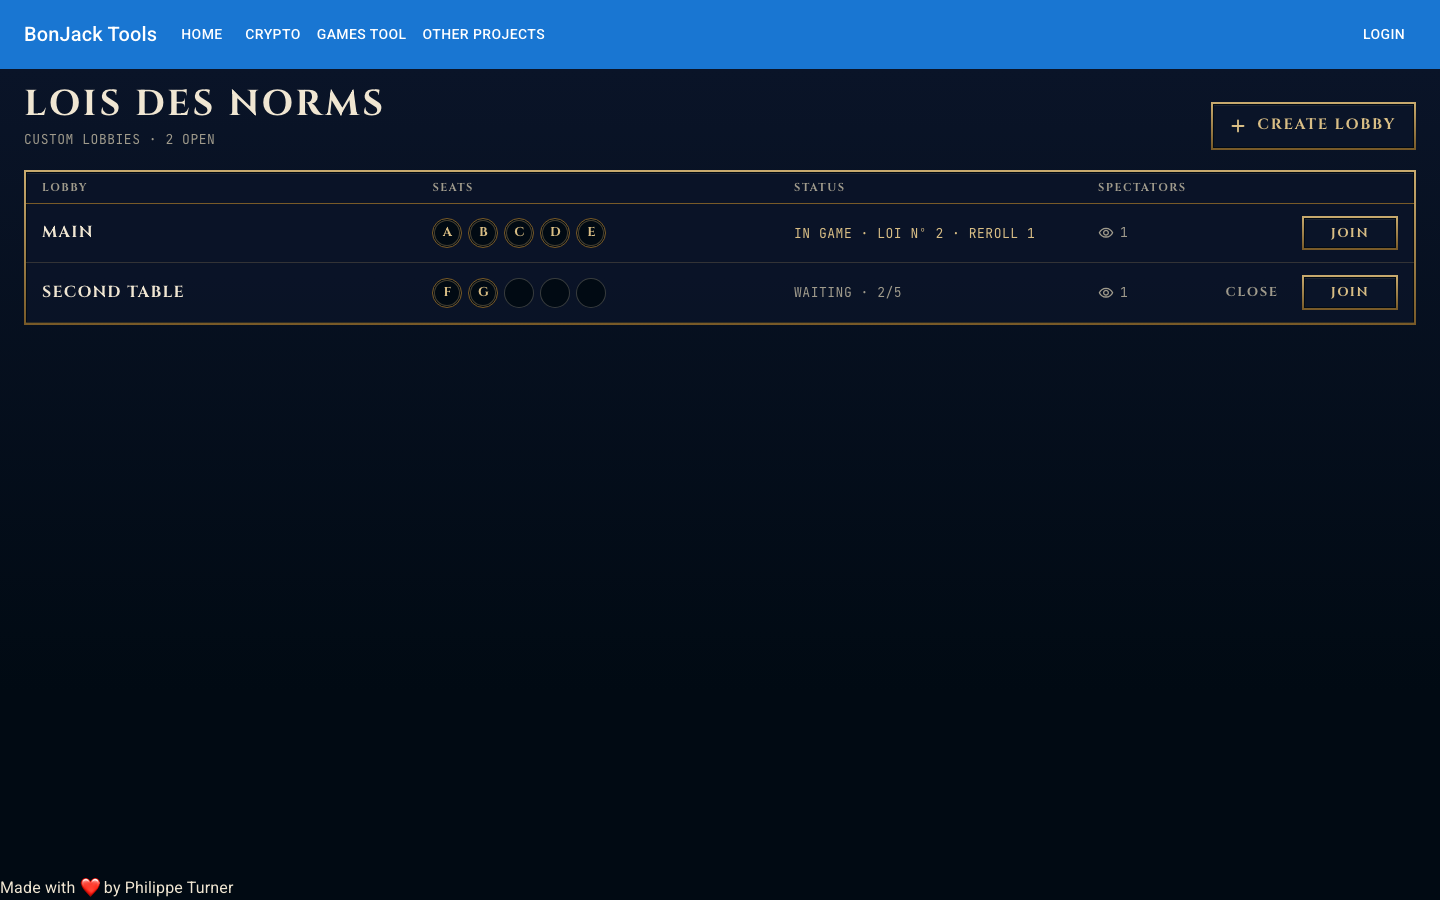 BonJack Tools HOME CRYPTO GAMES TOOL OTHER PROJECTS LOGIN
LOIS DES NORMS
CUSTOM LOBBIES · 2 OPEN
+ CREATE LOBBY
LOBBY SEATS STATUS SPECTATORS
MAIN A B C D E IN GAME · LOI N° 2 · REROLL 1 1 JOIN
SECOND TABLE F G WAITING · 2/5 1 CLOSE JOIN
Made with ❤️ by Philippe Turner